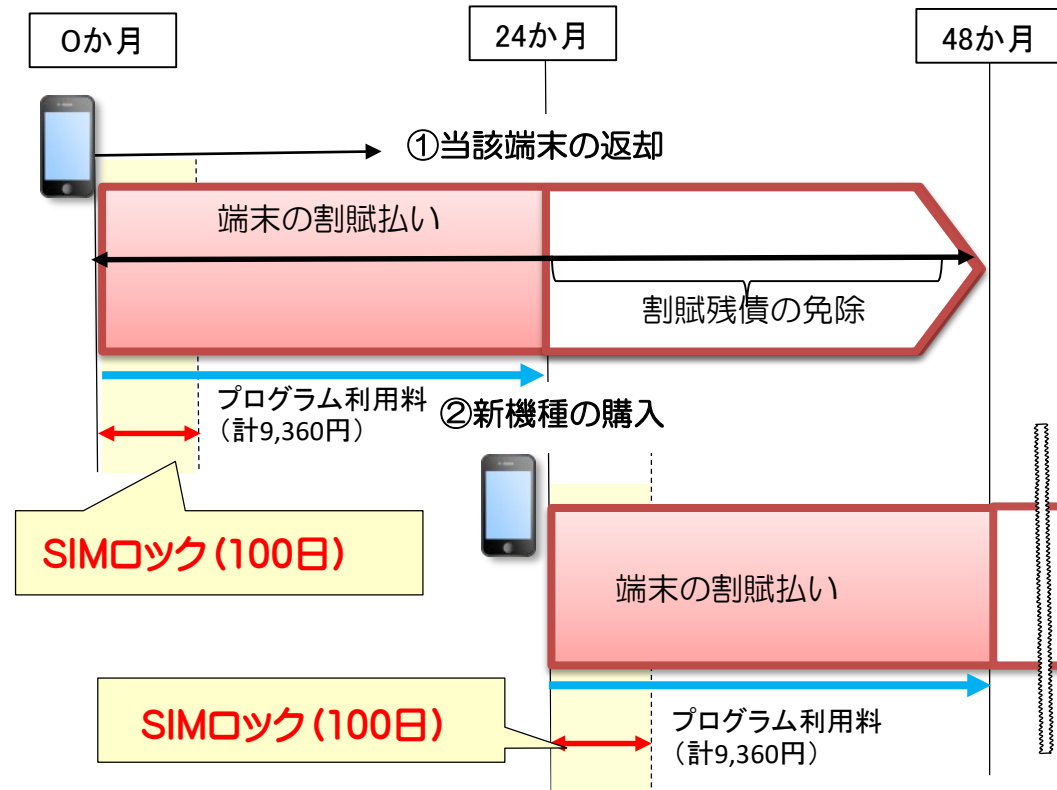 0か月
24か月
48か月
①当該端末の返却
端末の割賦払い
割賦残債の免除
プログラム利用料
（計9,360円）
②新機種の購入
SIMロック(100日)
端末の割賦払い
SIMロック(100日)
プログラム利用料
（計9,360円）